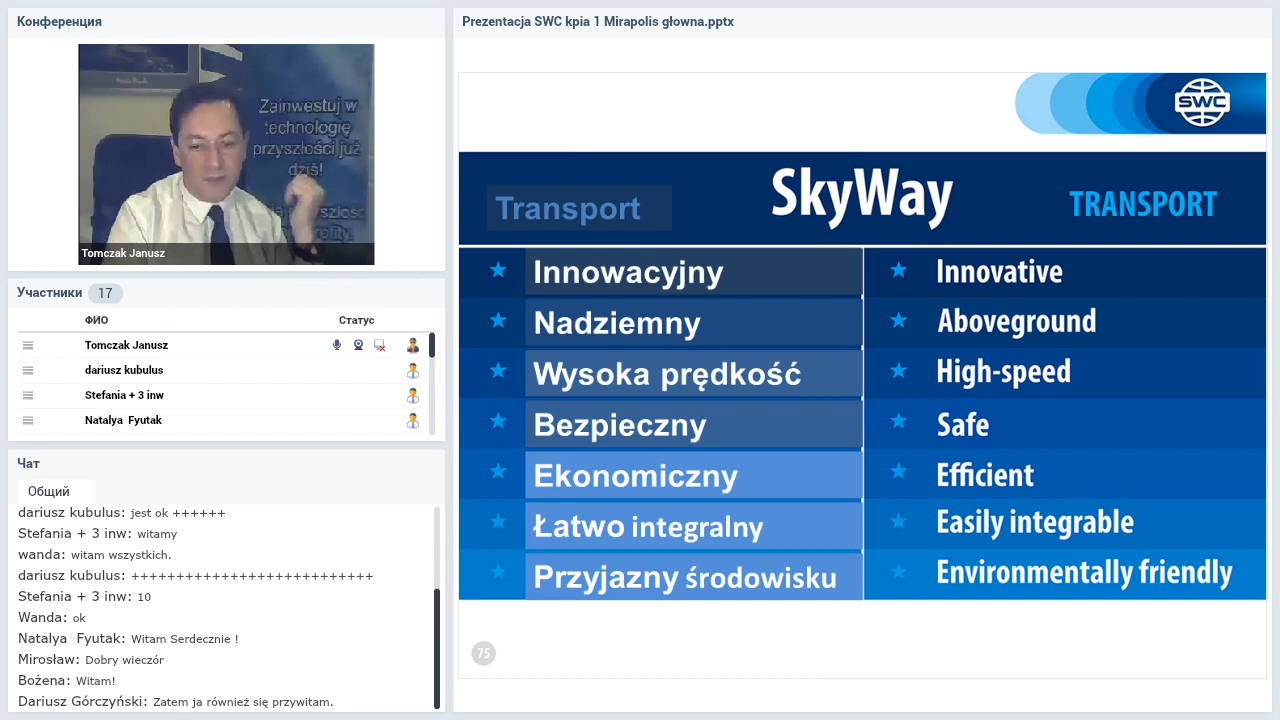 Конференция
Zainwestuj w
technologię
przyszłości już
dziś!
Tomczak Janusz
Участники 17
ФИО Статус
Tomczak Janusz
dariusz kubulus
Stefania + 3 inw
Natalya Fyutak
Чат
Общий
dariusz kubulus: jest ok ++++++
Stefania + 3 inw: witamy
wanda: witam wszystkich.
dariusz kubulus: +++++++++++++++++++++++++++
Stefania + 3 inw: 10
Wanda: ok
Natalya Fyutak: Witam Serdecznie !
Mirosław: Dobry wieczór
Bożena: Witam!
Dariusz Górczyński: Zatem ja również się przywitam.
Prezentacja SWC kpia 1 Mirapolis głowna.pptx
SWC
Transport SkyWay TRANSPORT
Innowacyjny Innovative
Nadziemny Aboveground
Wysoka prędkość High-speed
Bezpieczny Safe
Ekonomiczny Efficient
Łatwo integralny Easily integrable
Przyjazny środowisku Environmentally friendly
75